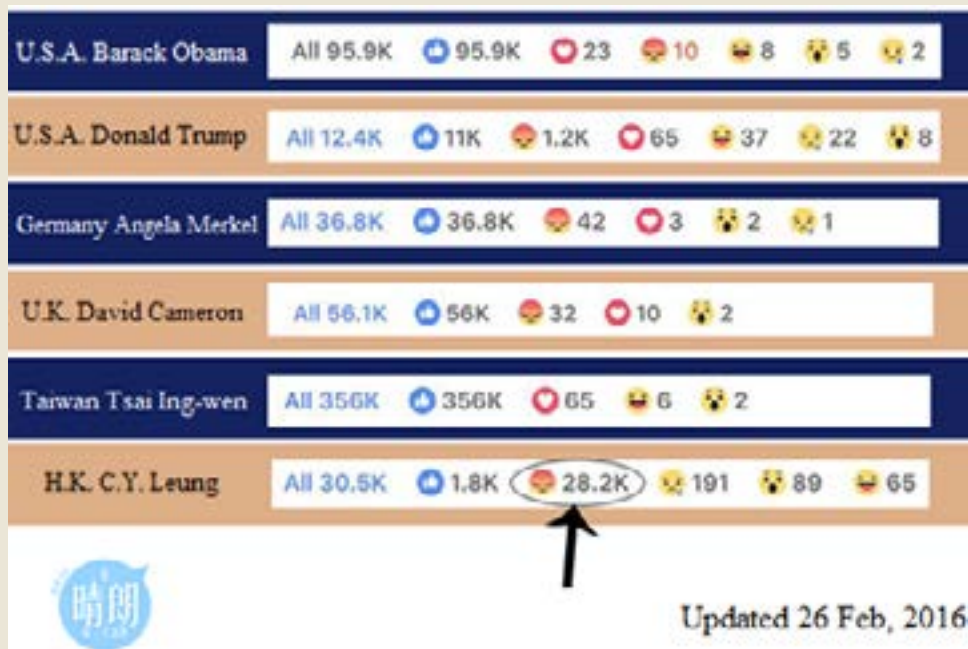 U.S.A. Barack Obama All 95.9K 95.9K 23 10 8 5 2
U.S.A. Donald Trump All 12.4K 11K 1.2K 65 37 22 8
Germany Angela Merkel All 36.8K 36.8K 42 3 2 1
U.K. David Cameron All 56.1K 56K 32 10 2
Taiwan Tsai Ing-wen All 356K 356K 65 6 2
H.K. C.Y. Leung All 30.5K 1.8K 28.2K 191 89 65
晴朗
Updated 26 Feb, 2016